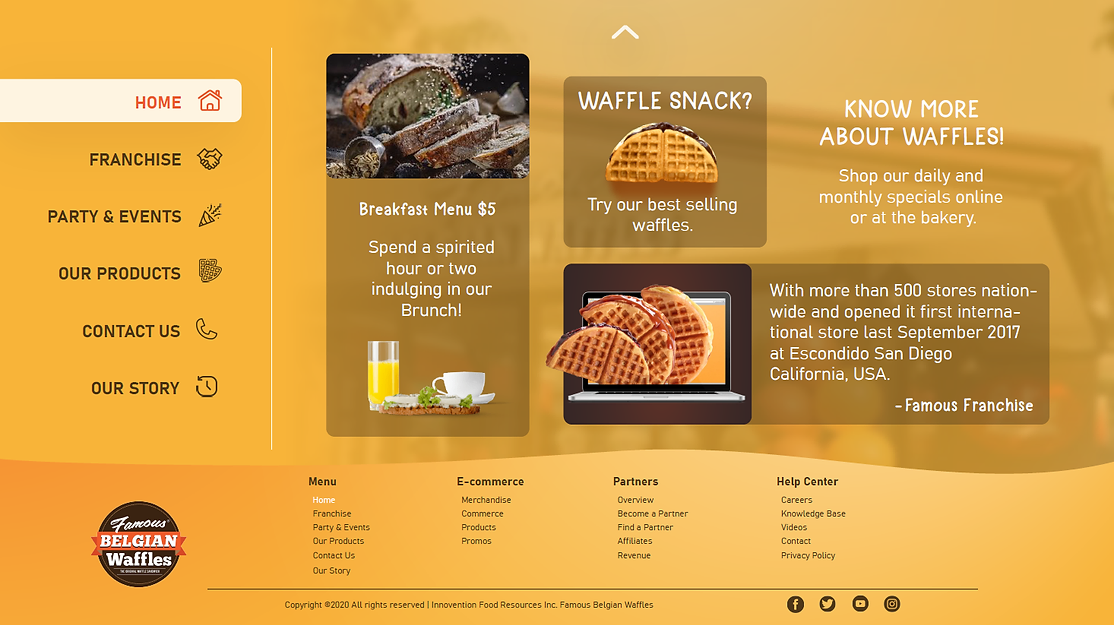 HOME
FRANCHISE
PARTY & EVENTS
OUR PRODUCTS
CONTACT US
OUR STORY
Breakfast Menu $5
Spend a spirited
hour or two
indulging in our
Brunch!
WAFFLE SNACK?
Try our best selling
waffles.
KNOW MORE
ABOUT WAFFLES!
Shop our daily and
monthly specials online
or at the bakery.
With more than 500 stores nation-
wide and opened it first interna-
tional store last September 2017
at Escondido San Diego
California, USA.
- Famous Franchise
Famous
BELGIAN
Waffles
THE ORIGINAL WAFFLE SANDWICH
Menu
Home
Franchise
Party & Events
Our Products
Contact Us
Our Story
E-commerce
Merchandise
Commerce
Products
Promos
Partners
Overview
Become a Partner
Find a Partner
Affiliates
Revenue
Help Center
Careers
Knowledge Base
Videos
Contact
Privacy Policy
Copyright ©2020 All rights reserved | Innovention Food Resources Inc. Famous Belgian Waffles